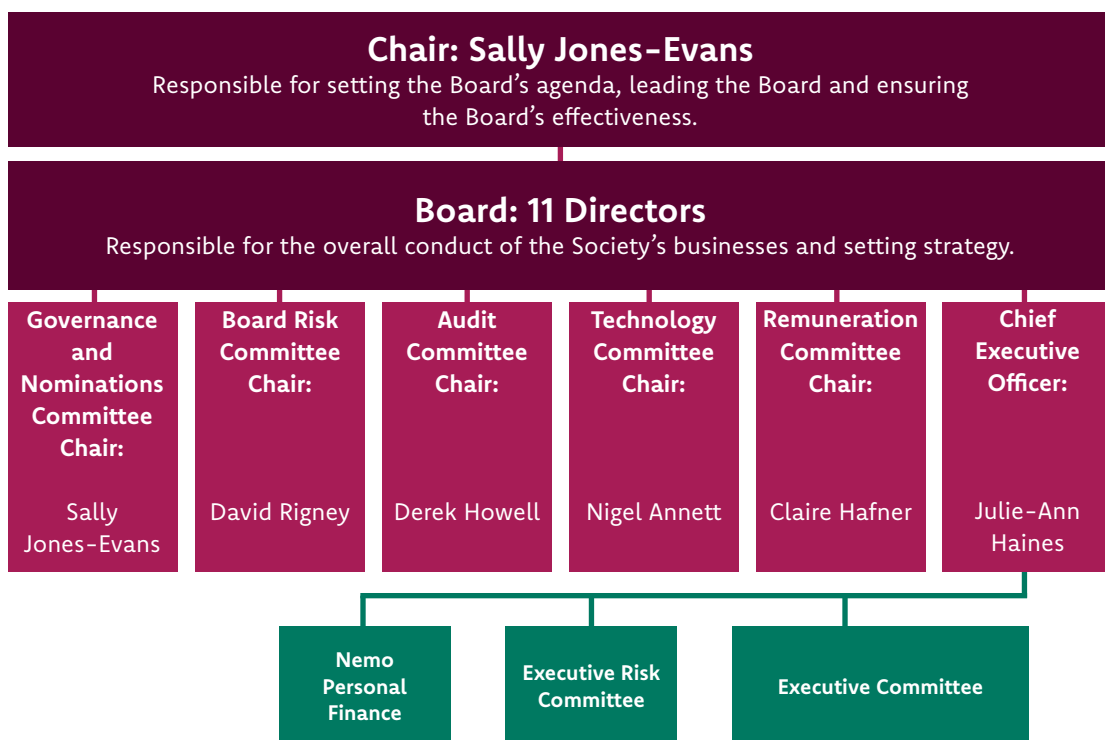 Chair: Sally Jones-Evans
Responsible for setting the Board’s agenda, leading the Board and ensuring
the Board’s effectiveness.
Board: 11 Directors
Responsible for the overall conduct of the Society’s businesses and setting strategy.
Governance
and
Nominations
Committee
Chair:
Sally
Jones-Evans
Board Risk
Committee
Chair:
David Rigney
Audit
Committee
Chair:
Derek Howell
Technology
Committee
Chair:
Nigel Annett
Remuneration
Committee
Chair:
Claire Hafner
Chief
Executive
Officer:
Julie-Ann
Haines
Nemo
Personal
Finance
Executive Risk
Committee
Executive Committee